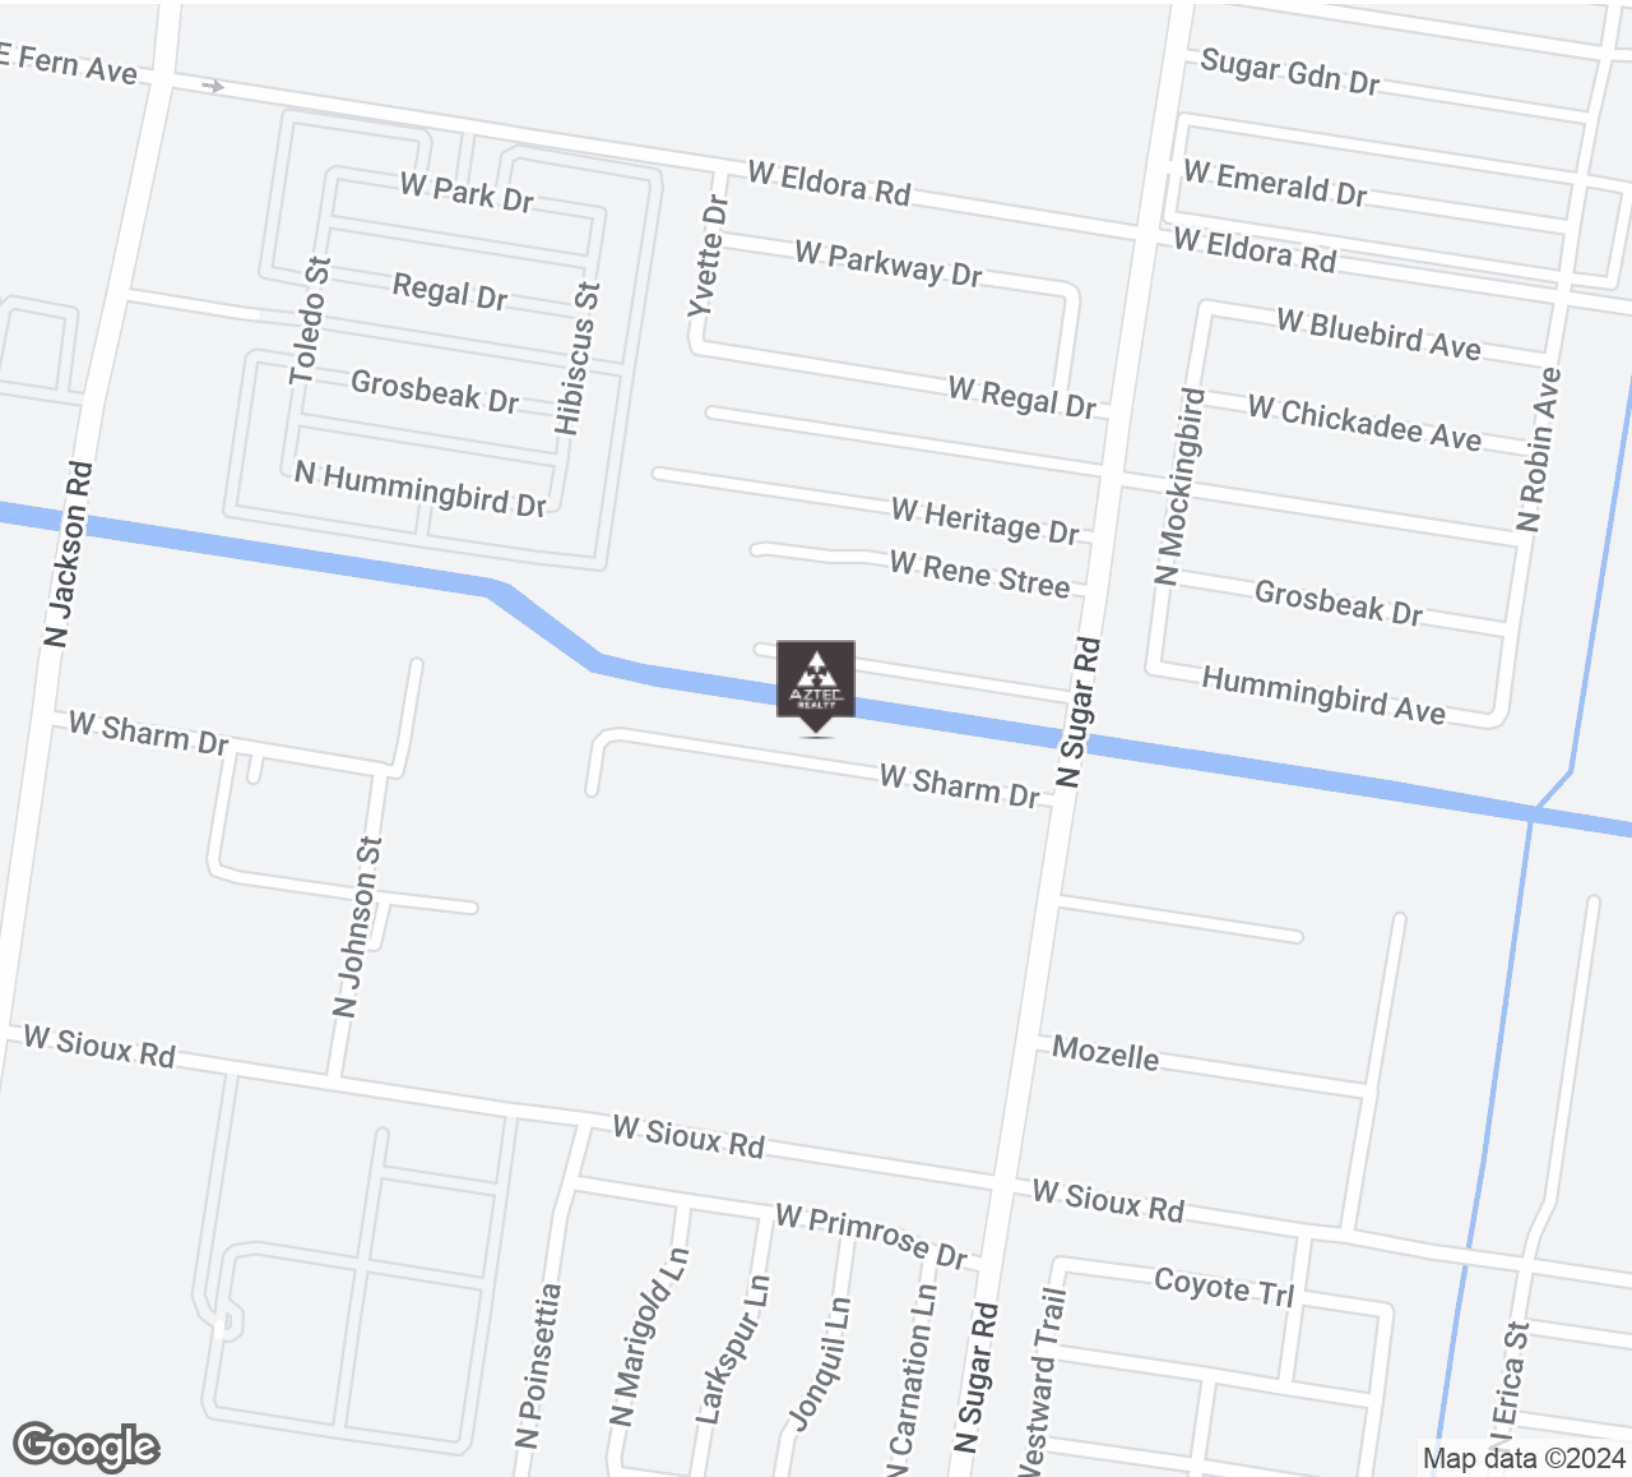 E Fern Ave
Sugar Gdn Dr
W Park Dr
W Eldora Rd
W Emerald Dr
Yvette Dr
W Parkway Dr
W Eldora Rd
Toledo St
Regal Dr
Hibiscus St
W Bluebird Ave
Grosbeak Dr
W Regal Dr
N Mockingbird
W Chickadee Ave
N Robin Ave
N Hummingbird Dr
N Jackson Rd
W Heritage Dr
W Rene Stree
Grosbeak Dr
AZTEC
REALTY
N Sugar Rd
Hummingbird Ave
W Sharm Dr
W Sharm Dr
N Johnson St
W Sioux Rd
Mozelle
W Sioux Rd
W Sioux Rd
W Primrose Dr
Coyote Trl
N Poinsettia
N Marigold Ln
Larkspur Ln
Jonquil Ln
N Carnation Ln
N Sugar Rd
Westward Trail
N Erica St
Google
Map data ©2024